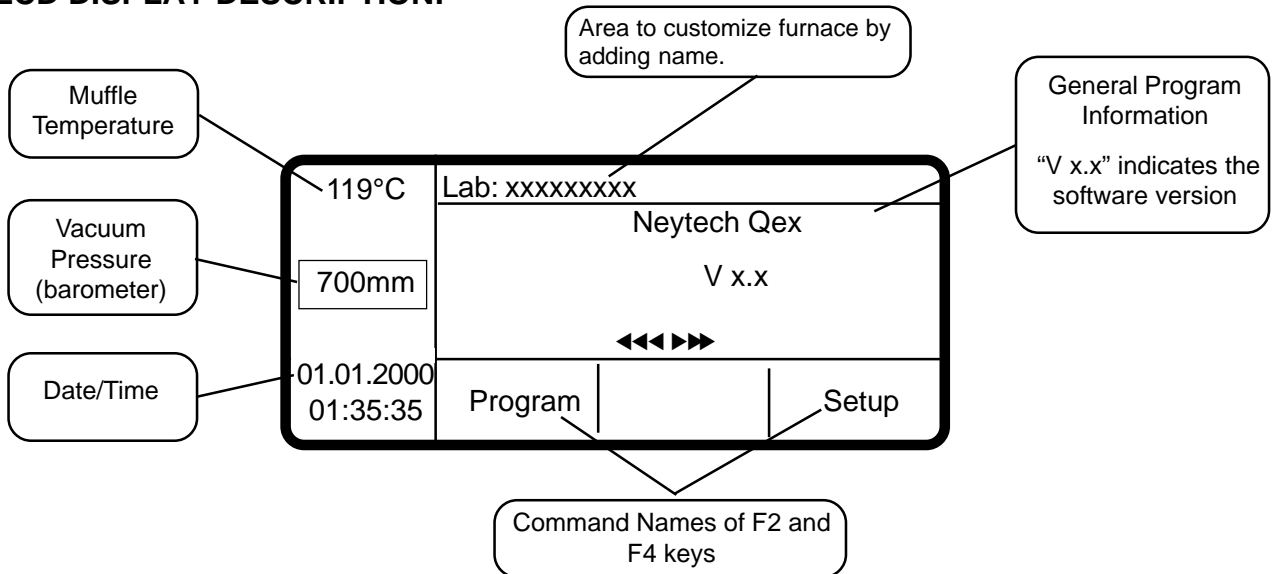 LCD DISPLAY DESCRIPTION:
Area to customize furnace by
adding name.
Muffle
Temperature
General Program
Information
“V x.x” indicates the
software version
119°C
Lab: xxxxxxxxx
Neytech Qex
Vacuum
Pressure
(barometer)
700mm
V x.x
Date/Time
01.01.2000
01:35:35
Program
Setup
Command Names of F2 and
F4 keys